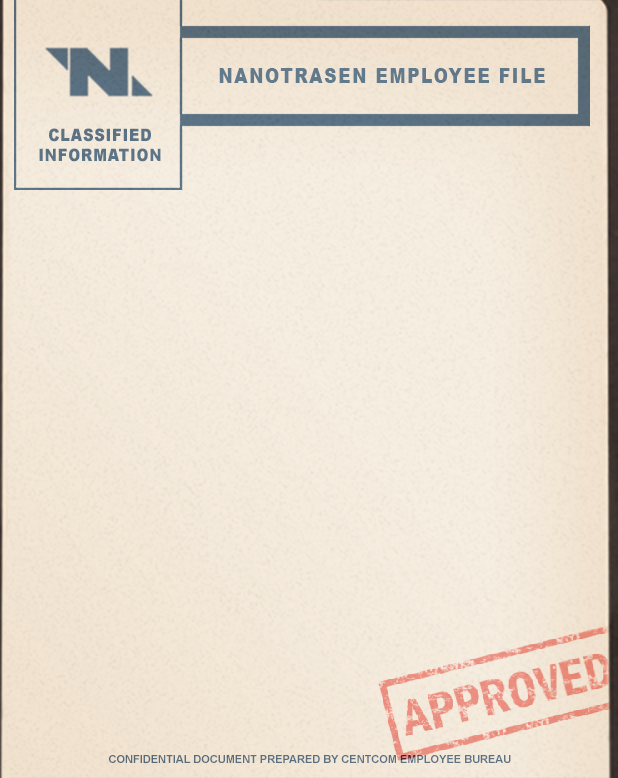 N
NANOTRASEN EMPLOYEE FILE
CLASSIFIED
INFORMATION
APPROVED
CONFIDENTIAL DOCUMENT PREPARED BY CENTCOM EMPLOYEE BUREAU